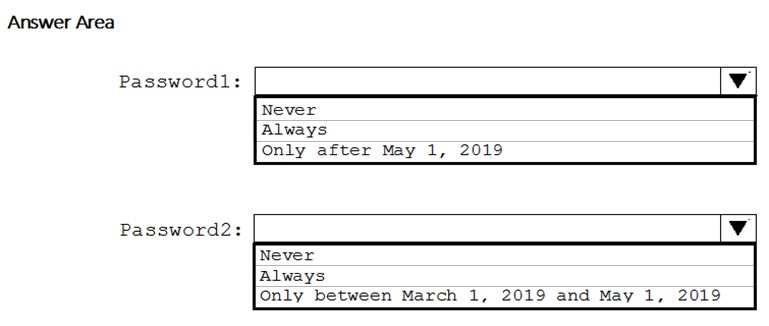 Answer Area
Password1:
Never
Always
Only after May 1, 2019
Password2:
Never
Always
Only between March 1, 2019 and May 1, 2019